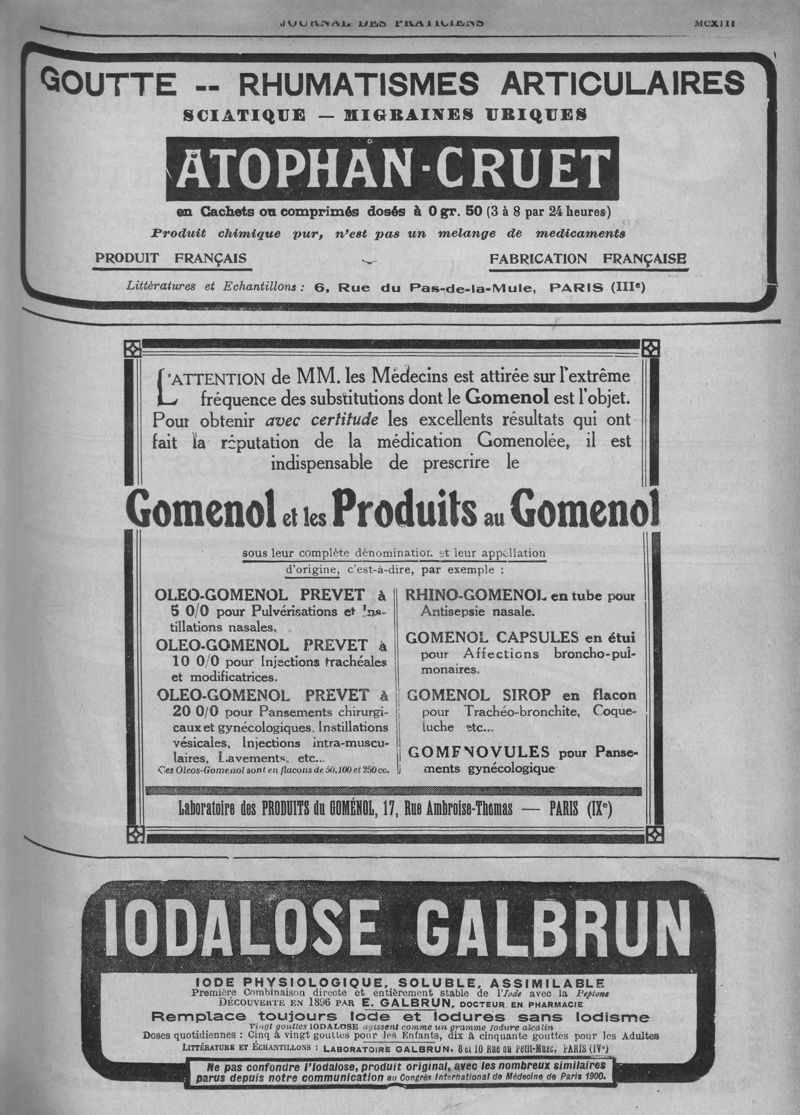 JOURNAL DES PRATICIENS MCXIII
GOUTTE -- RHUMATISMES ARTICULAIRES
SCIATIQUE — MIGRAINES URIQUES
ATOPHAN-CRUET
en Cachets ou comprimés dosés à 0 gr. 50 (3 à 8 par 24 heures)
Produit chimique pur, n'est pas un melange de medicaments
PRODUIT FRANÇAIS FABRICATION FRANÇAISE
Littératures et Echantillons : 6, Rue du Pas-de-la-Mule, PARIS (IIIe)
L'ATTENTION de MM. les Médecins est attirée sur l'extrême
fréquence des substitutions dont le Gomenol est l'objet.
Pour obtenir avec certitude les excellents résultats qui ont
fait la réputation de la médication Gomenolée, il est
indispensable de prescrire le
Gomenol et les Produits au Gomenol
sous leur complète dénomination et leur appellation
d'origine, c'est-à-dire, par exemple :
OLEO-GOMENOL PREVET à
5 0/0 pour Pulvérisations et Ins-
tillations nasales.
OLEO-GOMENOL PREVET à
10 0/0 pour Injections trachéales
et modificatrices.
OLEO-GOMENOL PREVET à
20 0/0 pour Pansements chirurgi-
caux et gynécologiques, Instillations
vésicales, Injections intra-muscu-
laires, Lavements, etc...
Ces Oleos-Gomenol sont en flacons de 50, 100 et 250 cc.
RHINO-GOMENOL en tube pour
Antisepsie nasale.
GOMENOL CAPSULES en étui
pour Affections broncho-pul-
monaires.
GOMENOL SIROP en flacon
pour Trachéo-bronchite, Coque-
luche etc...
GOMENOVULES pour Panse-
ments gynécologique
Laboratoire des PRODUITS du GOMÉNOL, 17, Rue Ambroise-Thomas — PARIS (IXe)
IODALOSE GALBRUN
IODE PHYSIOLOGIQUE, SOLUBLE, ASSIMILABLE
Première Combinaison directe et entièrement stable de l'Iode avec la Peptone
DÉCOUVERTE EN 1896 PAR E. GALBRUN, DOCTEUR EN PHARMACIE
Remplace toujours Iode et Iodures sans Iodisme
Vingt gouttes IODALOSE agissent comme un gramme Iodure alcalin
Doses quotidiennes : Cinq à vingt gouttes pour les Enfants, dix à cinquante gouttes pour les Adultes
LITTÉRATURE ET ÉCHANTILLONS : LABORATOIRE GALBRUN, 8 et 10 Rue du Petit-Musc, PARIS (IVe)
Ne pas confondre l'Iodalose, produit original, avec les nombreux similaires
parus depuis notre communication au Congrès International de Médecine de Paris 1900.